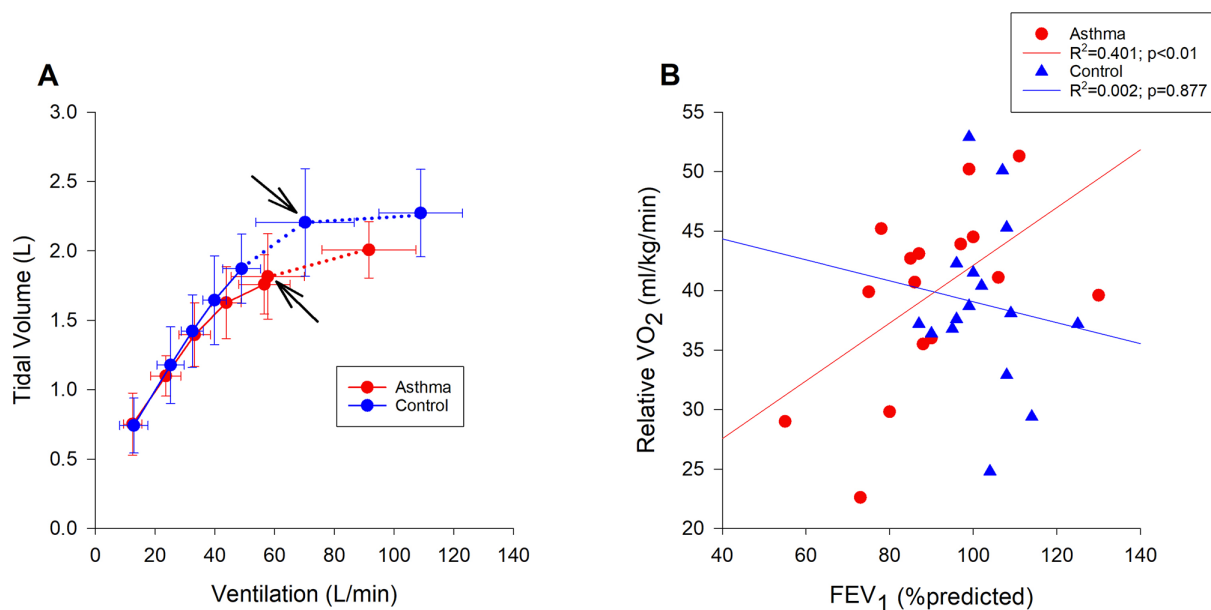 A
Tidal Volume (L)
3.0
2.5
2.0
1.5
1.0
0.5
0.0
0 20 40 60 80 100 120 140
Ventilation (L/min)
Asthma
Control
B
Asthma
R²=0.401; p<0.01
Control
R²=0.002; p=0.877
Relative VO₂ (ml/kg/min)
55
50
45
40
35
30
25
20
40 60 80 100 120 140
FEV₁ (%predicted)